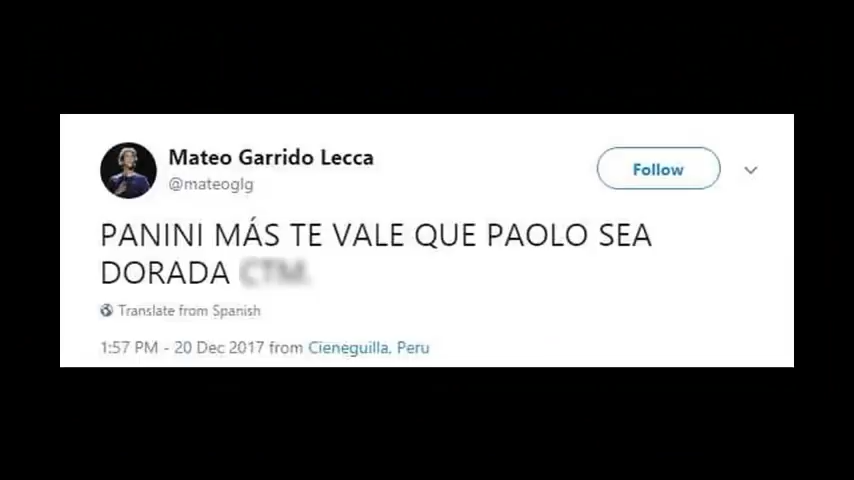 Mateo Garrido Lecca
@mateoglg
Follow
PANINI MÁS TE VALE QUE PAOLO SEA
DORADA
Translate from Spanish
1:57 PM - 20 Dec 2017 from Cieneguilla, Peru